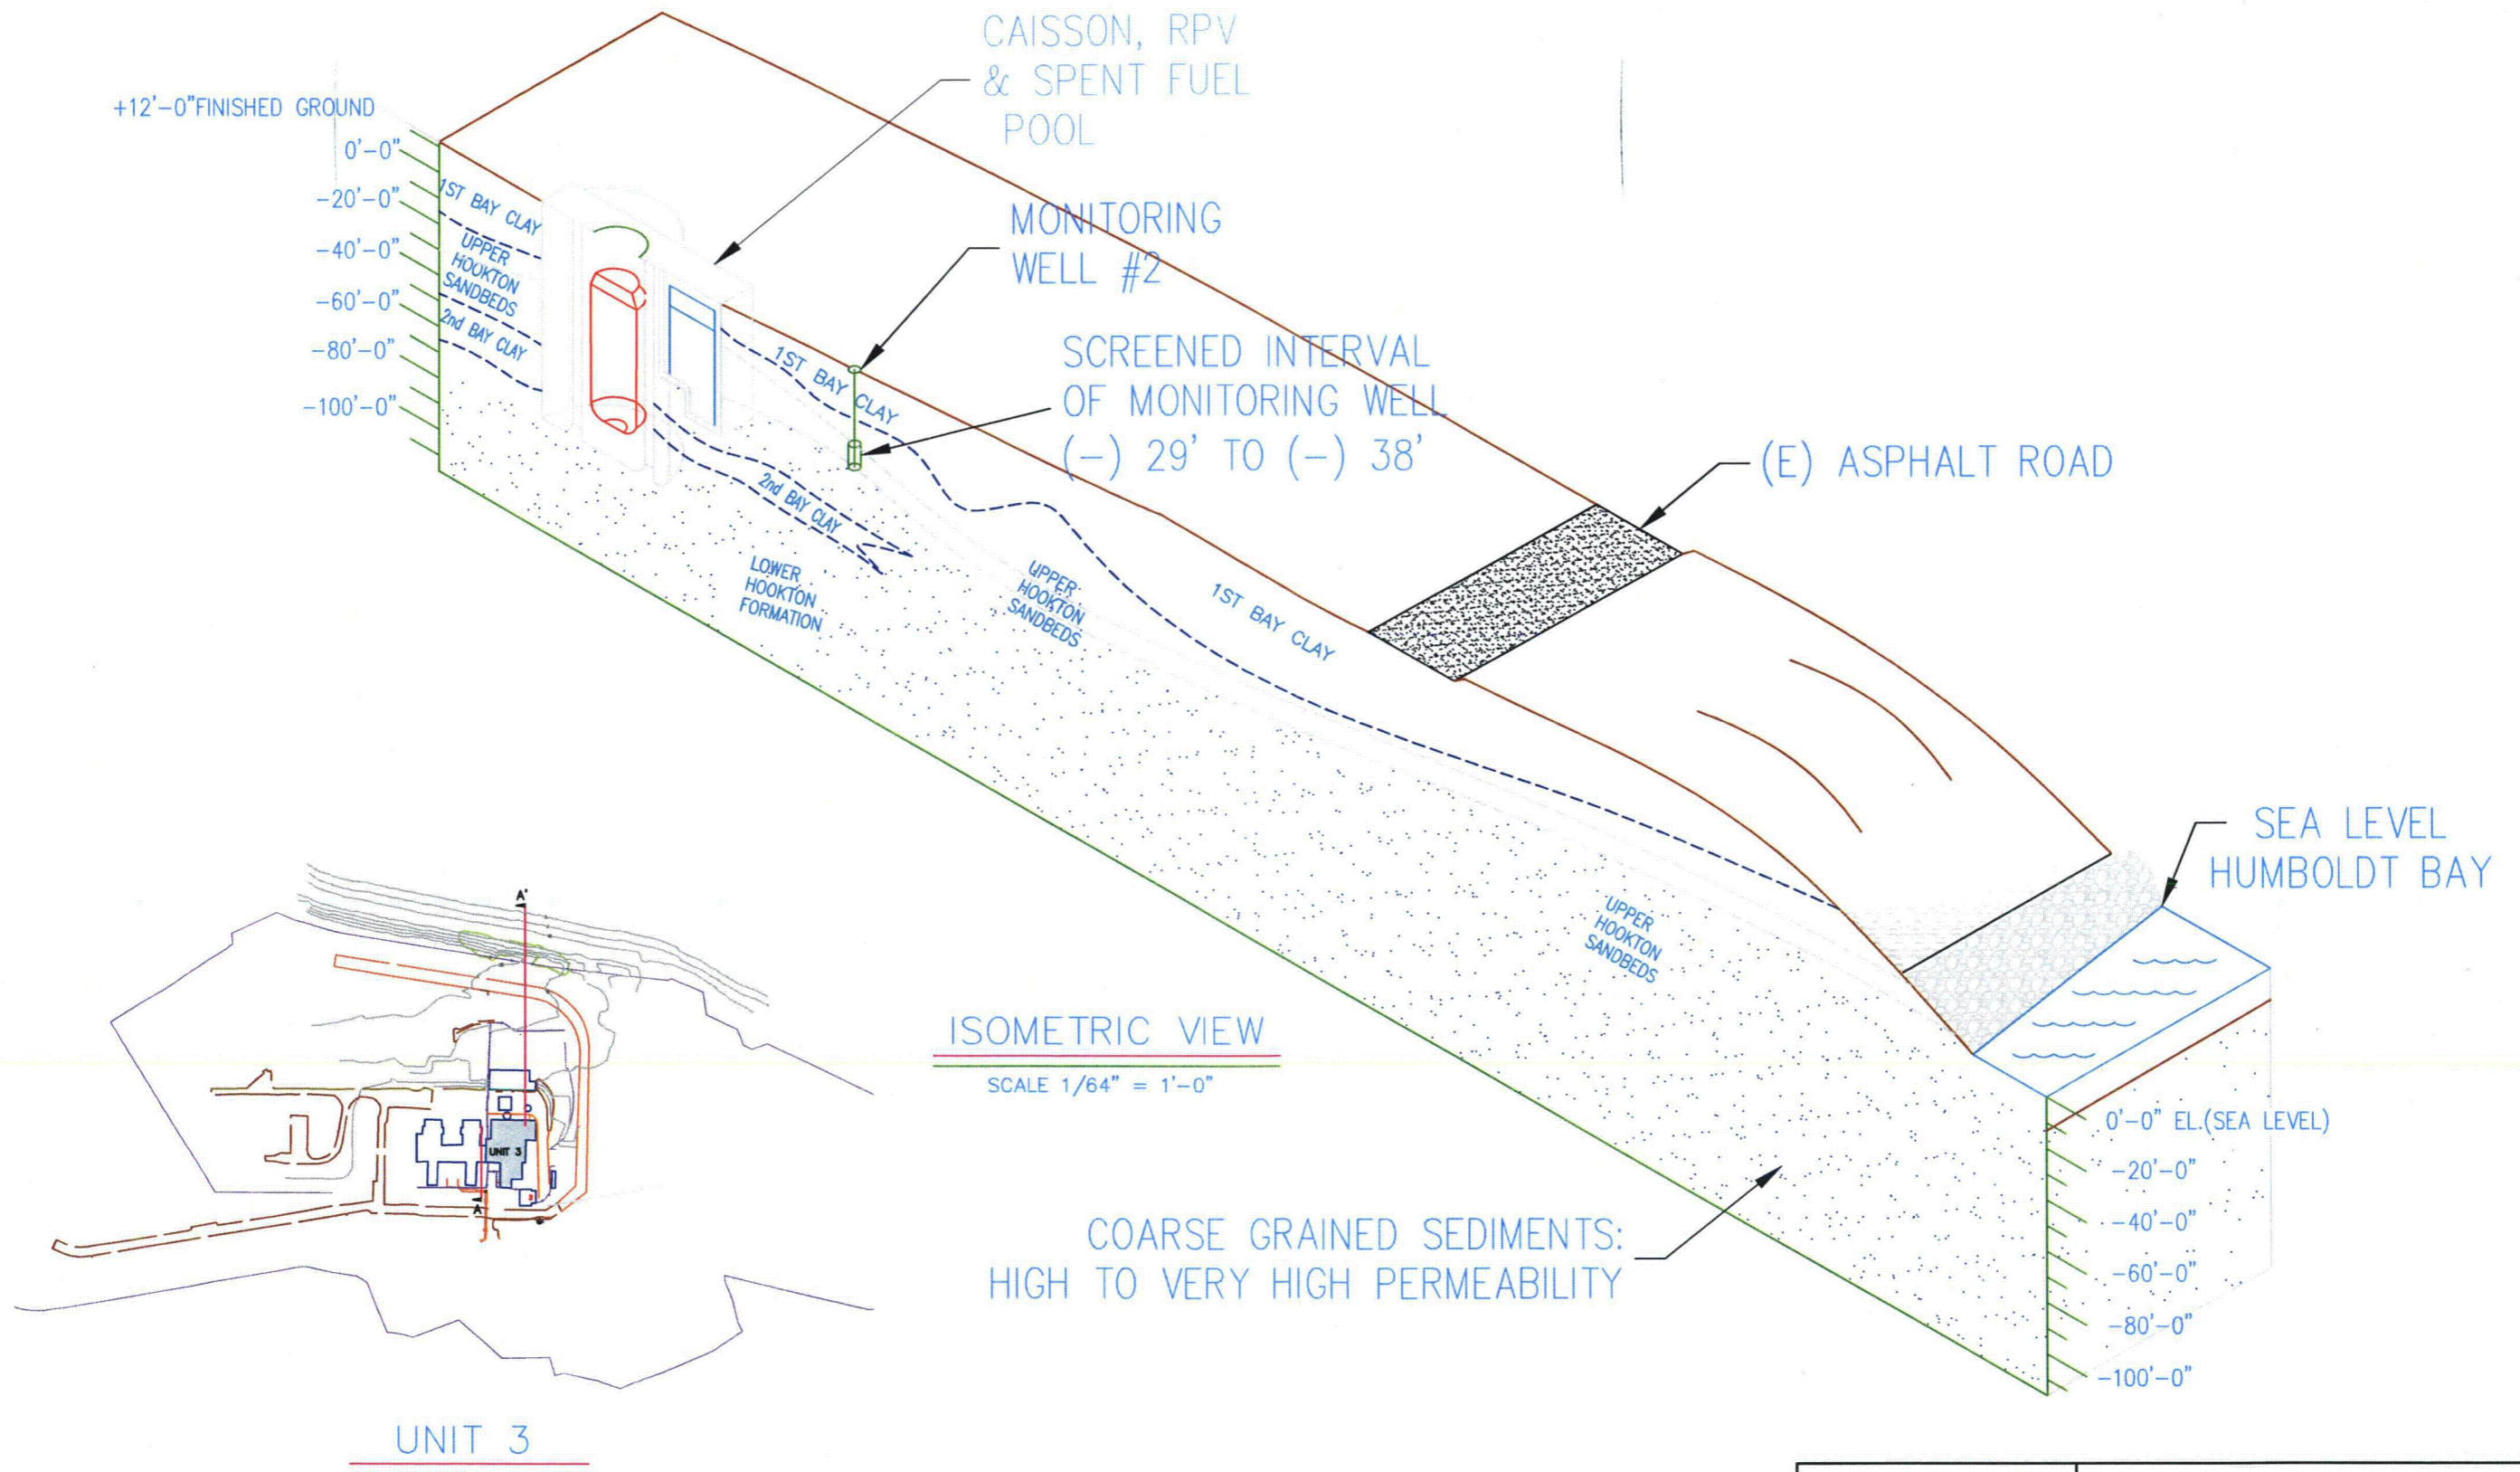 CAISSON, RPV
& SPENT FUEL
POOL
+12'-0"FINISHED GROUND
0'-0"
-20'-0"
-40'-0"
-60'-0"
-80'-0"
-100'-0"
1ST BAY CLAY
UPPER
HOOKTON
SANDBEDS
2nd BAY CLAY
MONITORING
WELL #2
SCREENED INTERVAL
OF MONITORING WELL
(-) 29' TO (-) 38'
1ST BAY CLAY
2nd BAY CLAY
(E) ASPHALT ROAD
LOWER
HOOKTON
FORMATION
UPPER
HOOKTON
SANDBEDS
1ST BAY CLAY
SEA LEVEL
HUMBOLDT BAY
UPPER
HOOKTON
SANDBEDS
A'
UNIT 3
2
A
ISOMETRIC VIEW
SCALE 1/64" = 1'-0"
0'-0" EL.(SEA LEVEL)
-20'-0"
-40'-0"
-60'-0"
-80'-0"
-100'-0"
COARSE GRAINED SEDIMENTS:
HIGH TO VERY HIGH PERMEABILITY
UNIT 3